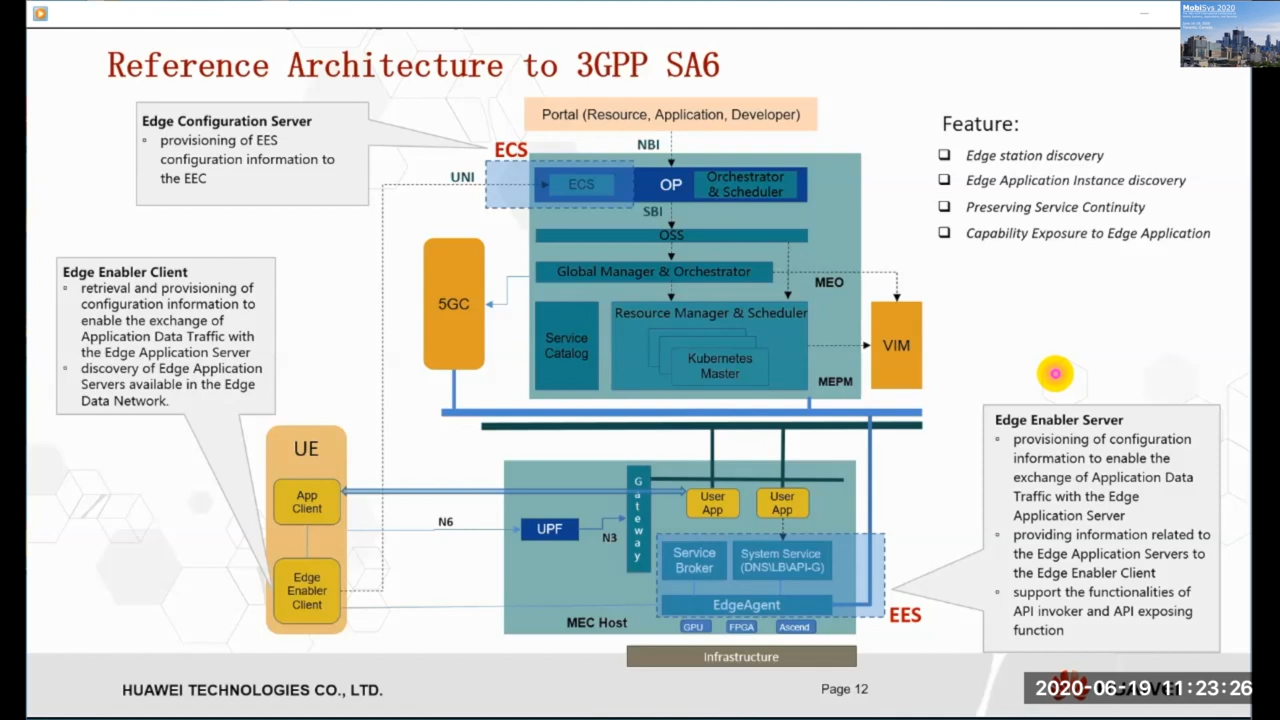 MobiSys 2020
Reference Architecture to 3GPP SA6
Edge Configuration Server
provisioning of EES
configuration information to
the EEC
Portal (Resource, Application, Developer)
NBI
ECS
UNI
ECS
OP
Orchestrator
& Scheduler
SBI
OSS
Global Manager & Orchestrator
MEO
5GC
Service
Catalog
Resource Manager & Scheduler
Kubernetes
Master
MEPM
VIM
Feature:
Edge station discovery
Edge Application Instance discovery
Preserving Service Continuity
Capability Exposure to Edge Application
Edge Enabler Client
retrieval and provisioning of
configuration information to
enable the exchange of
Application Data Traffic with
the Edge Application Server
discovery of Edge Application
Servers available in the Edge
Data Network.
UE
App
Client
Edge
Enabler
Client
N6
UPF
N3
Gateway
User
App
User
App
Service
Broker
System Service
(DNS\LB\API-G)
EdgeAgent
EES
MEC Host
GPU
FPGA
Ascend
Infrastructure
Edge Enabler Server
provisioning of configuration
information to enable the
exchange of Application Data
Traffic with the Edge
Application Server
providing information related to
the Edge Application Servers to
the Edge Enabler Client
support the functionalities of
API invoker and API exposing
function
HUAWEI TECHNOLOGIES CO., LTD.
Page 12
2020-06-19 11:23:26